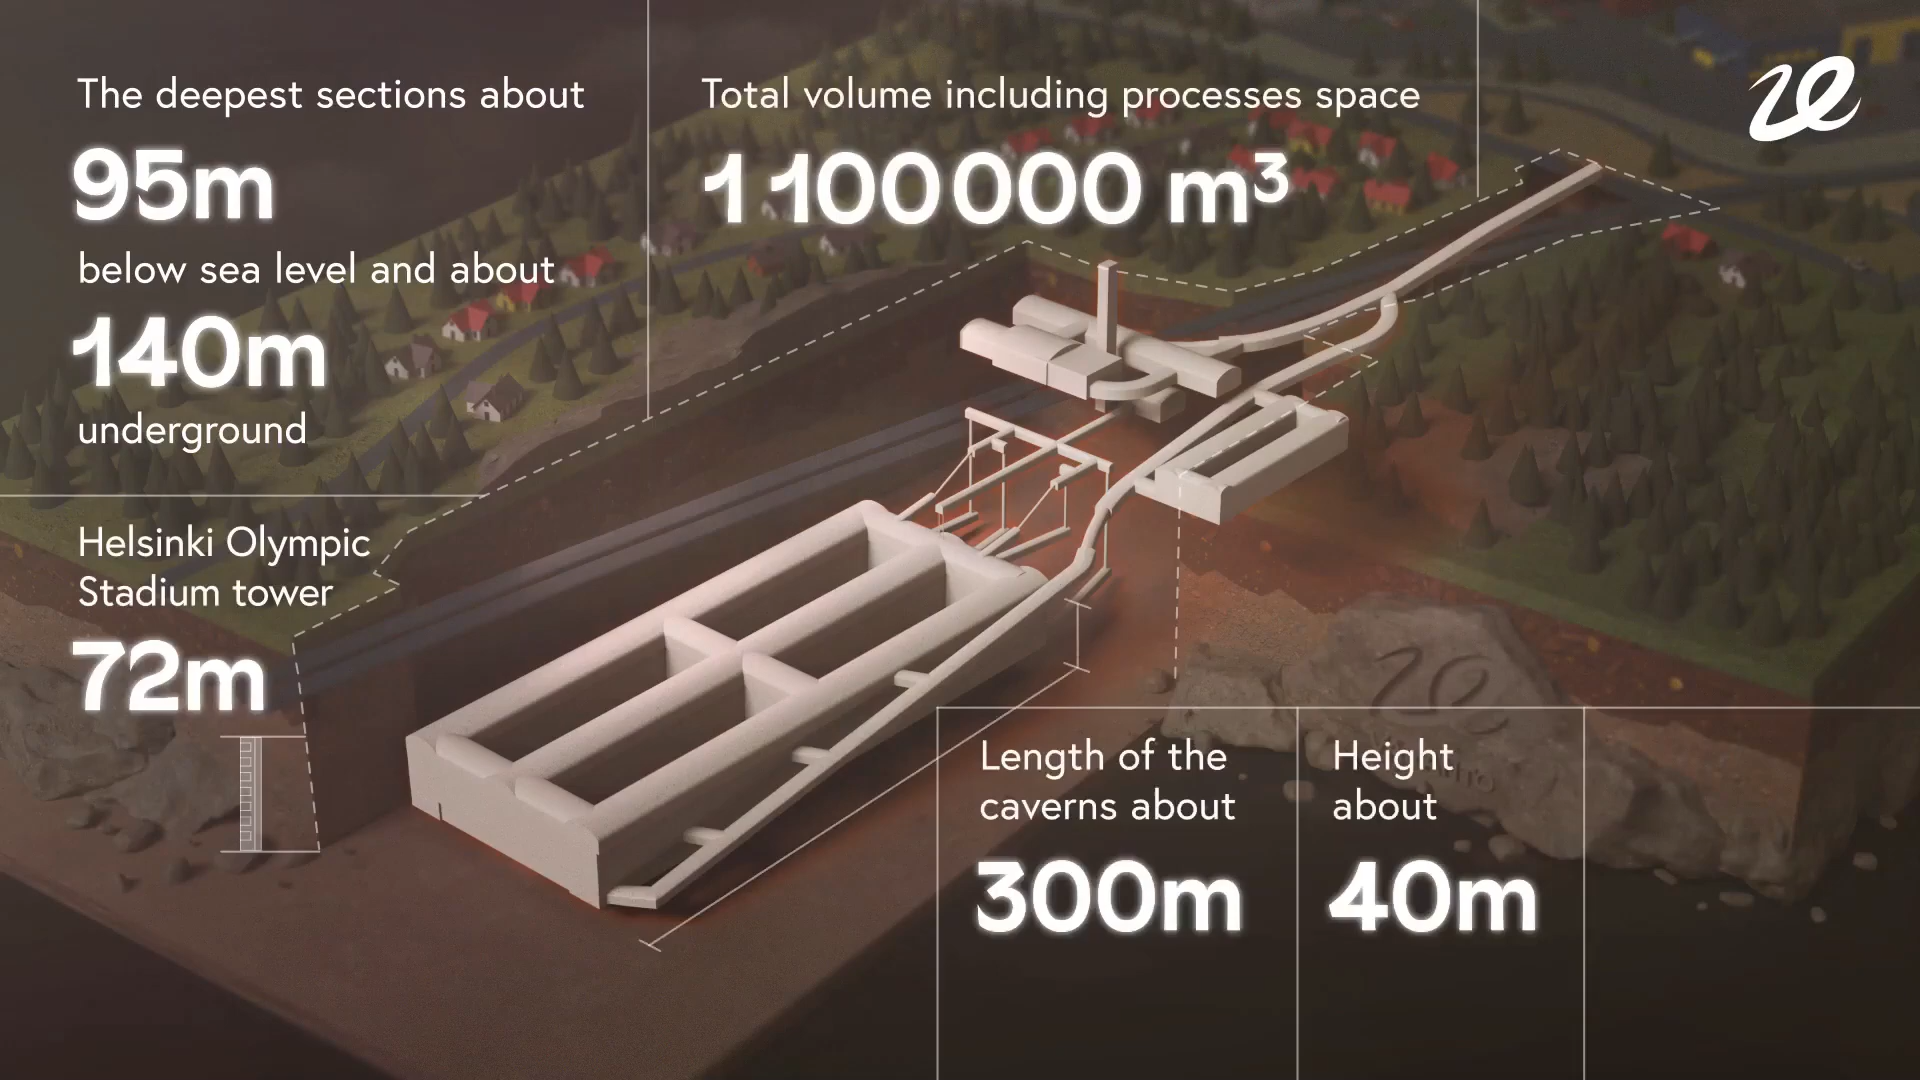 The deepest sections about
95m
below sea level and about
140m
underground
Total volume including processes space
1 100 000 m³
Helsinki Olympic
Stadium tower
72m
Length of the
caverns about
300m
Height
about
40m